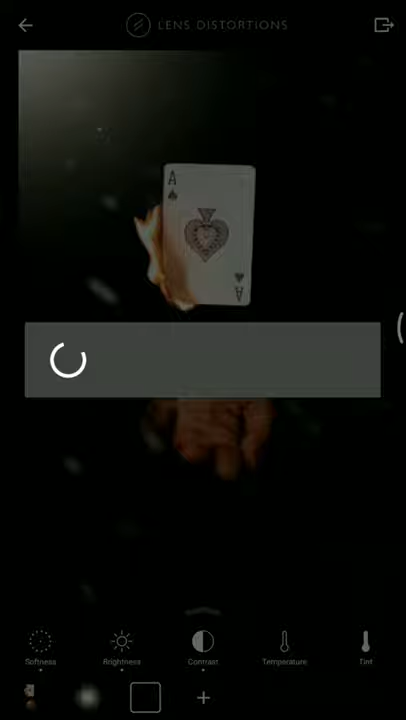 LENS DISTORTIONS
A
A
Softness
Brightness
Contrast
Temperature
Tint